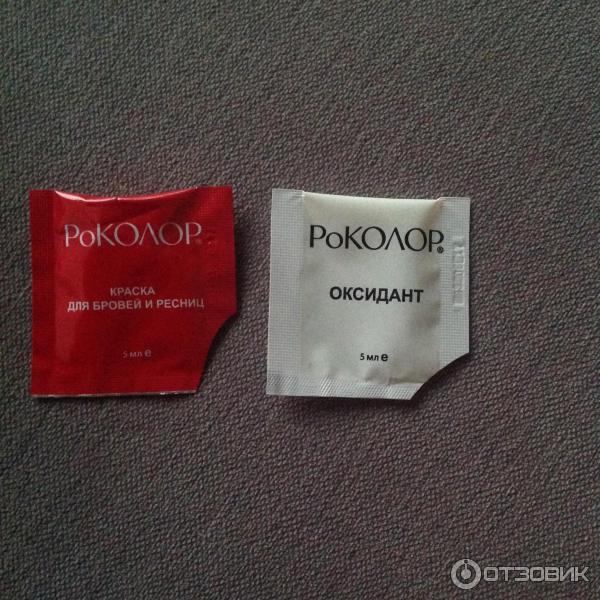 РоКОЛОР®
КРАСКА
ДЛЯ БРОВЕЙ И РЕСНИЦ
5 мл е
РоКОЛОР®
ОКСИДАНТ
5 мл е
ОТЗОВИК